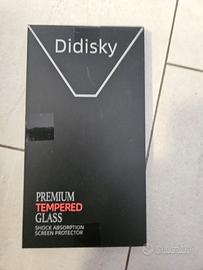 Didisky
PREMIUM
TEMPERED
GLASS
SHOCK ABSORPTION
SCREEN PROTECTOR